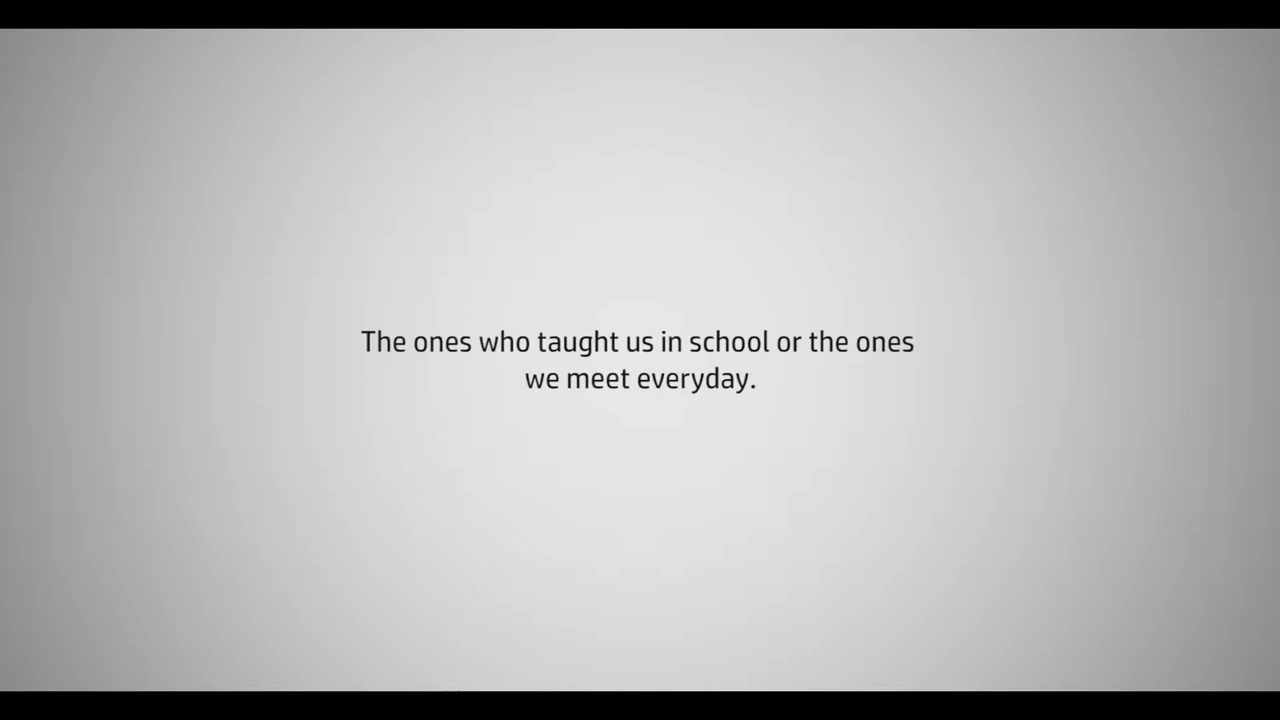 The ones who taught us in school or the ones
we meet everyday.